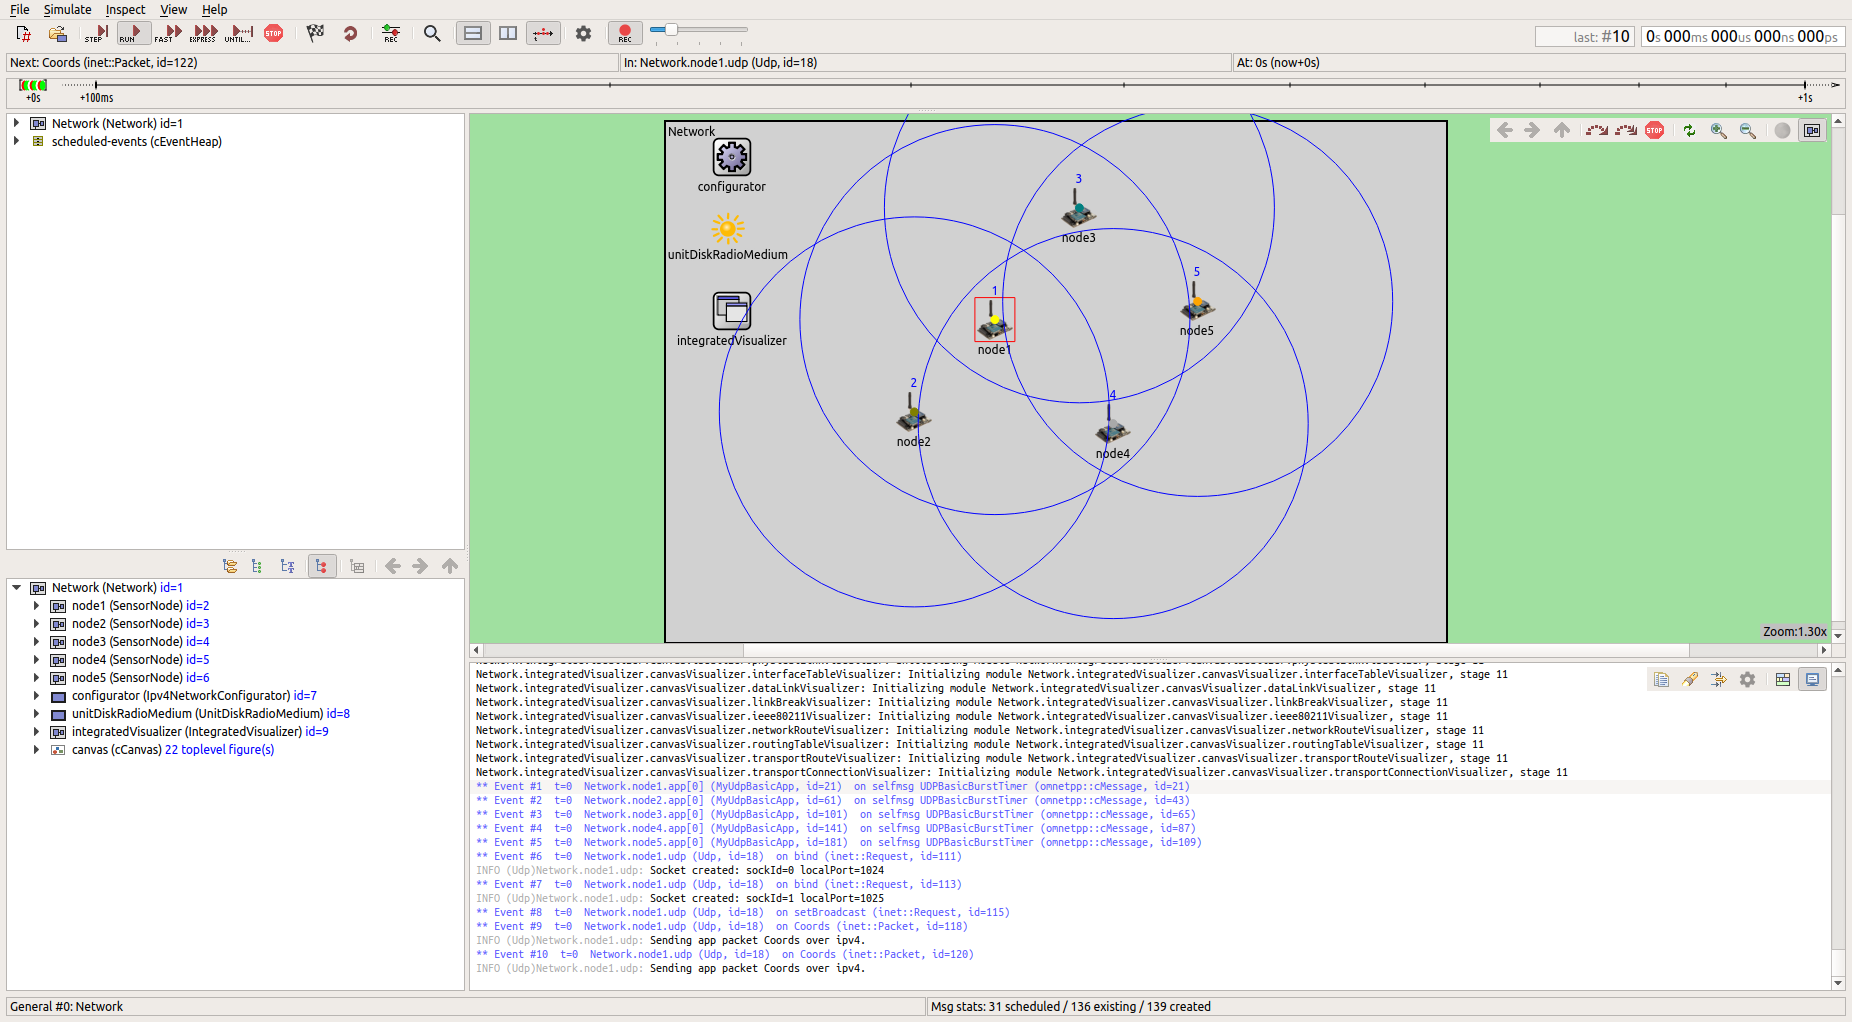 File Simulate Inspect View Help
STEP RUN FAST EXPRESS UNTIL... STOP REC REC
last: #10 0s 000ms 000us 000ns 000ps
Next: Coords (inet::Packet, id=122) In: Network.node1.udp (Udp, id=18) At: 0s (now+0s)
+0s +100ms +1s
Network (Network) id=1
scheduled-events (cEventHeap)
Network (Network) id=1
node1 (SensorNode) id=2
node2 (SensorNode) id=3
node3 (SensorNode) id=4
node4 (SensorNode) id=5
node5 (SensorNode) id=6
configurator (Ipv4NetworkConfigurator) id=7
unitDiskRadioMedium (UnitDiskRadioMedium) id=8
integratedVisualizer (IntegratedVisualizer) id=9
canvas (cCanvas) 22 toplevel figure(s)
Network
STOP
configurator
unitDiskRadioMedium
integratedVisualizer
3
node3
5
node5
1
node1
2
node2
4
node4
Zoom:1.30x
Network.integratedVisualizer.canvasVisualizer.interfaceTableVisualizer: Initializing module Network.integratedVisualizer.canvasVisualizer.interfaceTableVisualizer, stage 11
Network.integratedVisualizer.canvasVisualizer.dataLinkVisualizer: Initializing module Network.integratedVisualizer.canvasVisualizer.dataLinkVisualizer, stage 11
Network.integratedVisualizer.canvasVisualizer.linkBreakVisualizer: Initializing module Network.integratedVisualizer.canvasVisualizer.linkBreakVisualizer, stage 11
Network.integratedVisualizer.canvasVisualizer.ieee80211Visualizer: Initializing module Network.integratedVisualizer.canvasVisualizer.ieee80211Visualizer, stage 11
Network.integratedVisualizer.canvasVisualizer.networkRouteVisualizer: Initializing module Network.integratedVisualizer.canvasVisualizer.networkRouteVisualizer, stage 11
Network.integratedVisualizer.canvasVisualizer.routingTableVisualizer: Initializing module Network.integratedVisualizer.canvasVisualizer.routingTableVisualizer, stage 11
Network.integratedVisualizer.canvasVisualizer.transportRouteVisualizer: Initializing module Network.integratedVisualizer.canvasVisualizer.transportRouteVisualizer, stage 11
Network.integratedVisualizer.canvasVisualizer.transportConnectionVisualizer: Initializing module Network.integratedVisualizer.canvasVisualizer.transportConnectionVisualizer, stage 11
** Event #1 t=0 Network.node1.app[0] (MyUdpBasicApp, id=21) on selfmsg UDPBasicBurstTimer (omnetpp::cMessage, id=21)
** Event #2 t=0 Network.node2.app[0] (MyUdpBasicApp, id=61) on selfmsg UDPBasicBurstTimer (omnetpp::cMessage, id=43)
** Event #3 t=0 Network.node3.app[0] (MyUdpBasicApp, id=101) on selfmsg UDPBasicBurstTimer (omnetpp::cMessage, id=65)
** Event #4 t=0 Network.node4.app[0] (MyUdpBasicApp, id=141) on selfmsg UDPBasicBurstTimer (omnetpp::cMessage, id=87)
** Event #5 t=0 Network.node5.app[0] (MyUdpBasicApp, id=181) on selfmsg UDPBasicBurstTimer (omnetpp::cMessage, id=109)
** Event #6 t=0 Network.node1.udp (Udp, id=18) on bind (inet::Request, id=111)
INFO (Udp)Network.node1.udp: Socket created: sockId=0 localPort=1024
** Event #7 t=0 Network.node1.udp (Udp, id=18) on bind (inet::Request, id=113)
INFO (Udp)Network.node1.udp: Socket created: sockId=1 localPort=1025
** Event #8 t=0 Network.node1.udp (Udp, id=18) on setBroadcast (inet::Request, id=115)
** Event #9 t=0 Network.node1.udp (Udp, id=18) on Coords (inet::Packet, id=118)
INFO (Udp)Network.node1.udp: Sending app packet Coords over ipv4.
** Event #10 t=0 Network.node1.udp (Udp, id=18) on Coords (inet::Packet, id=120)
INFO (Udp)Network.node1.udp: Sending app packet Coords over ipv4.
General #0: Network Msg stats: 31 scheduled / 136 existing / 139 created